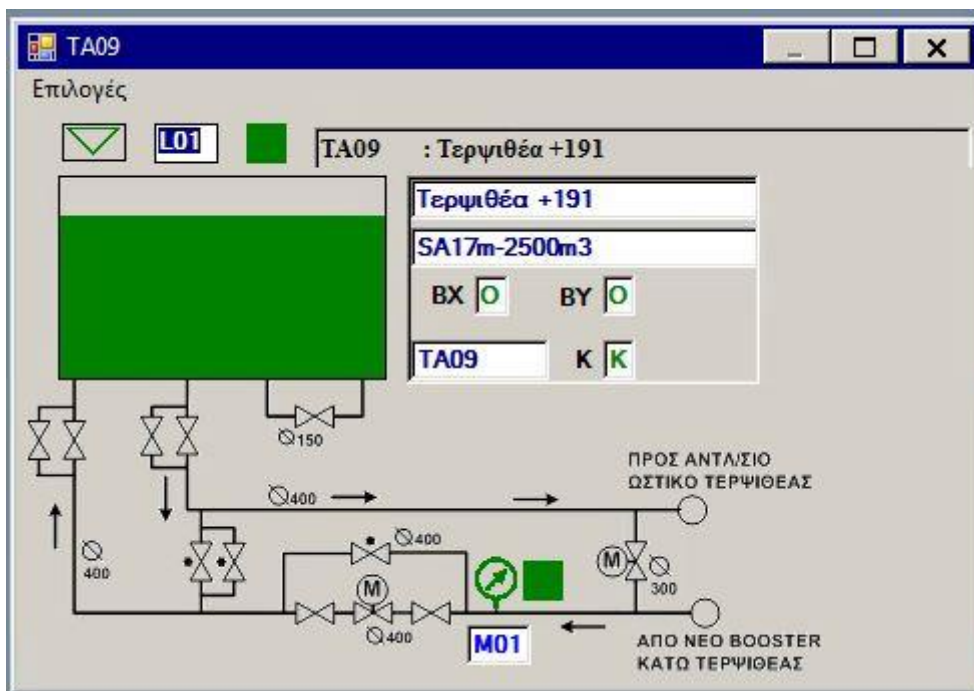 TA09
Επιλογές
L01
TA09 : Τερψιθέα +191
Τερψιθέα +191
SA17m-2500m3
BX O BY O
TA09 K K
∅150
ΠΡΟΣ ΑΝΤΛ/ΣΙΟ
ΩΣΤΙΚΟ ΤΕΡΨΙΘΕΑΣ
∅400
∅400
∅
400
M
∅
300
M
∅400
M01
ΑΠΟ ΝΕΟ BOOSTER
ΚΑΤΩ ΤΕΡΨΙΘΕΑΣ